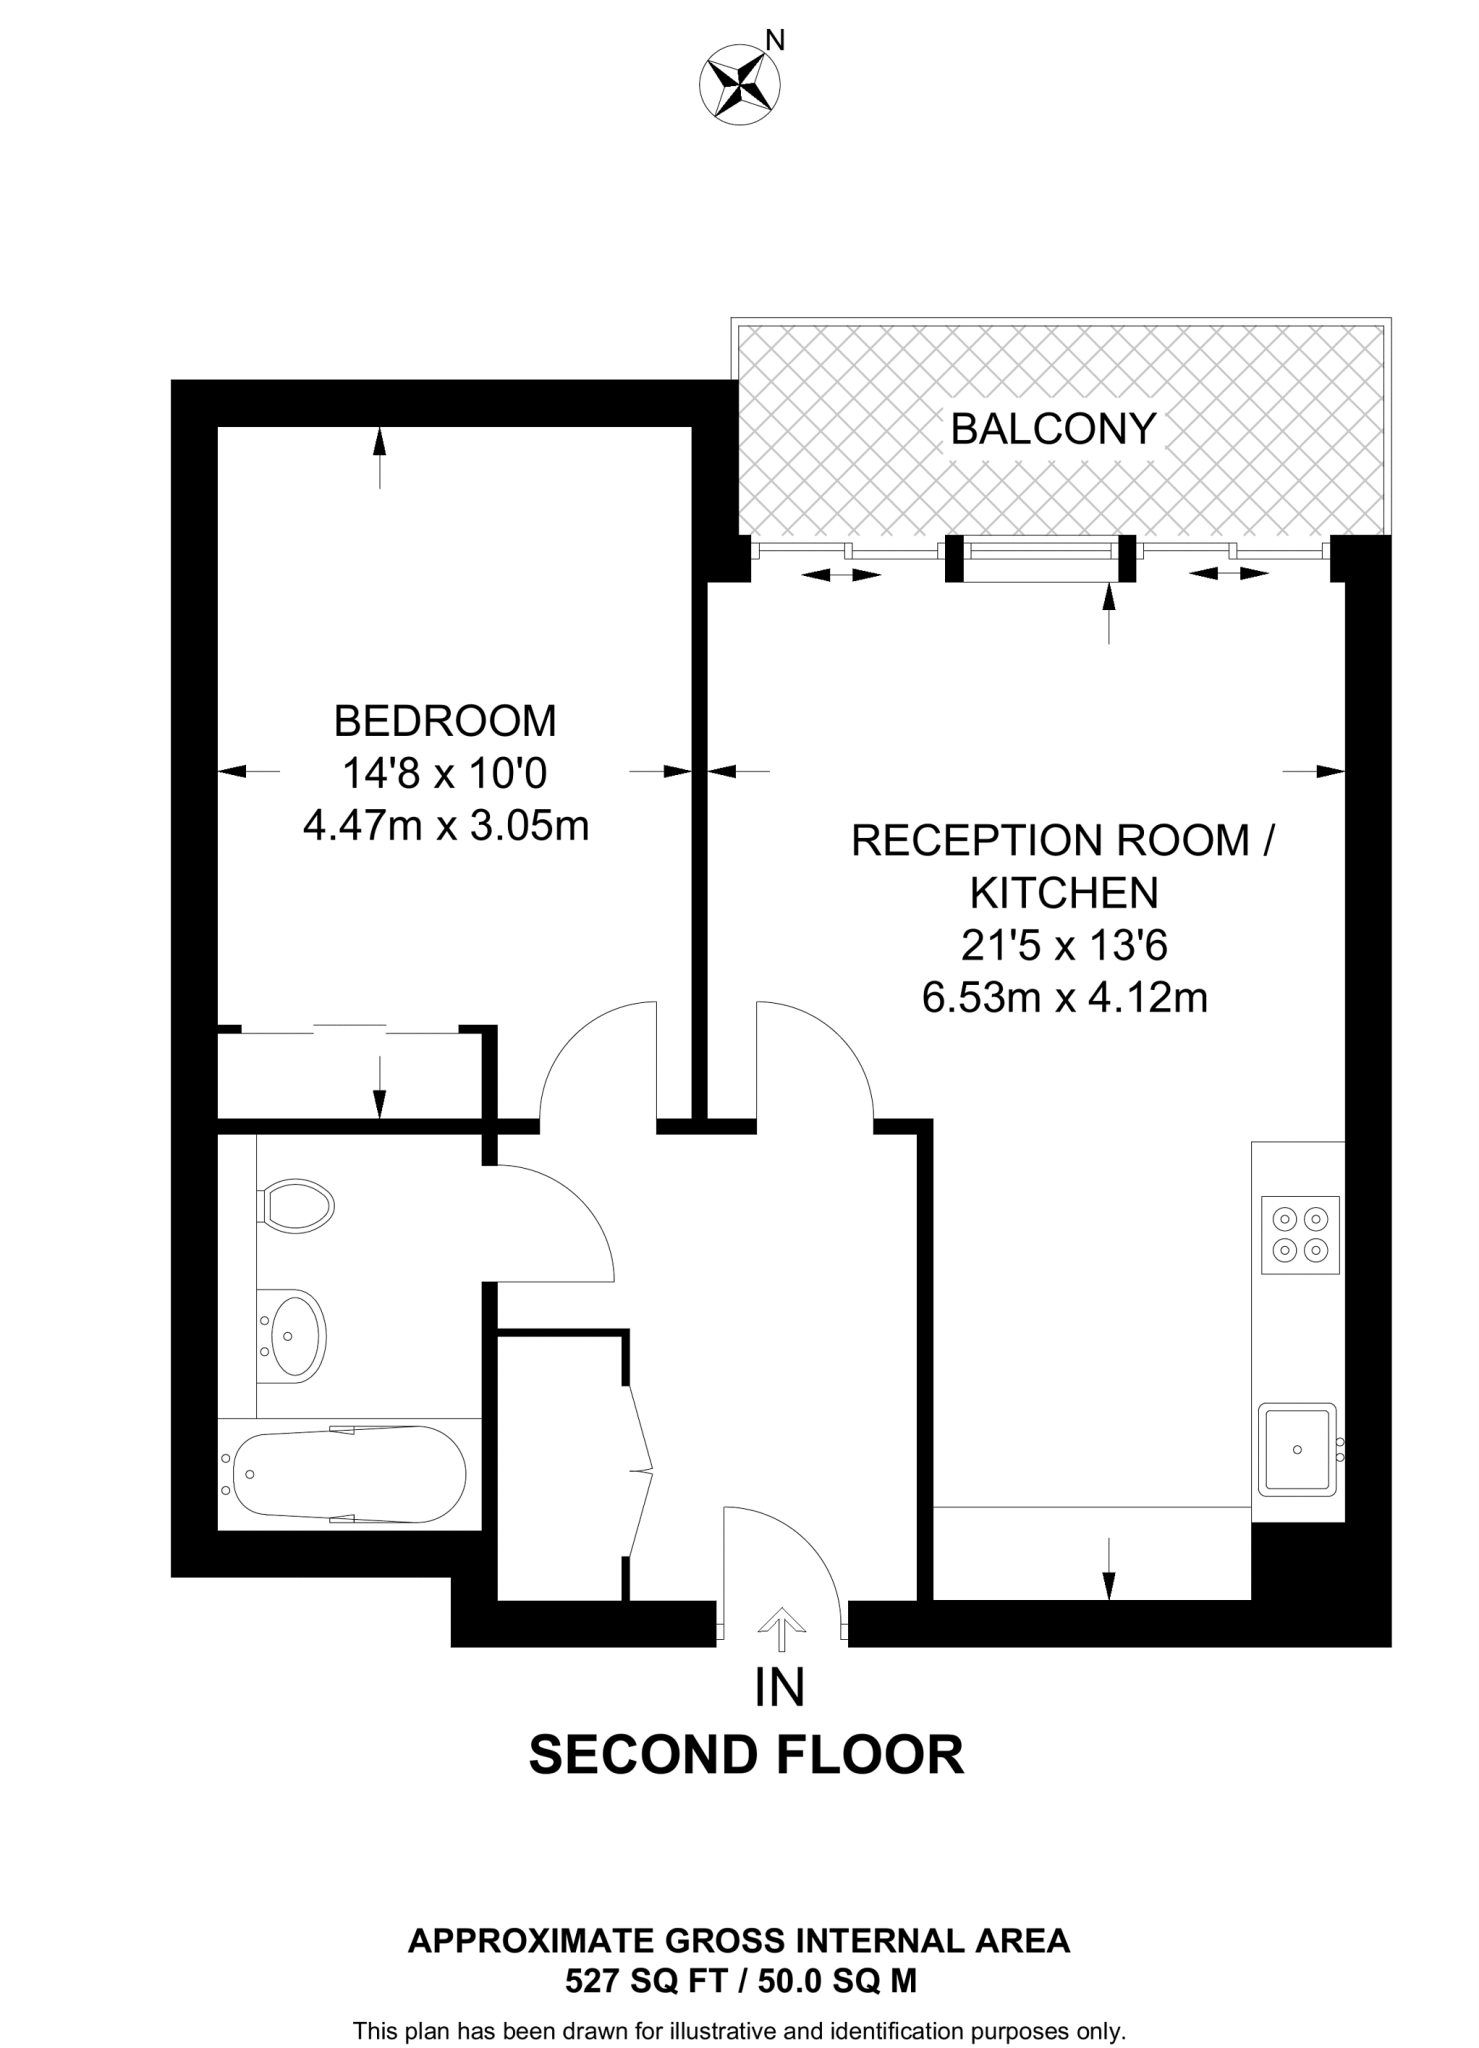 N
BALCONY
BEDROOM
14'8 x 10'0
4.47m x 3.05m
RECEPTION ROOM /
KITCHEN
21'5 x 13'6
6.53m x 4.12m
IN
SECOND FLOOR
APPROXIMATE GROSS INTERNAL AREA
527 SQ FT / 50.0 SQ M
This plan has been drawn for illustrative and identification purposes only.